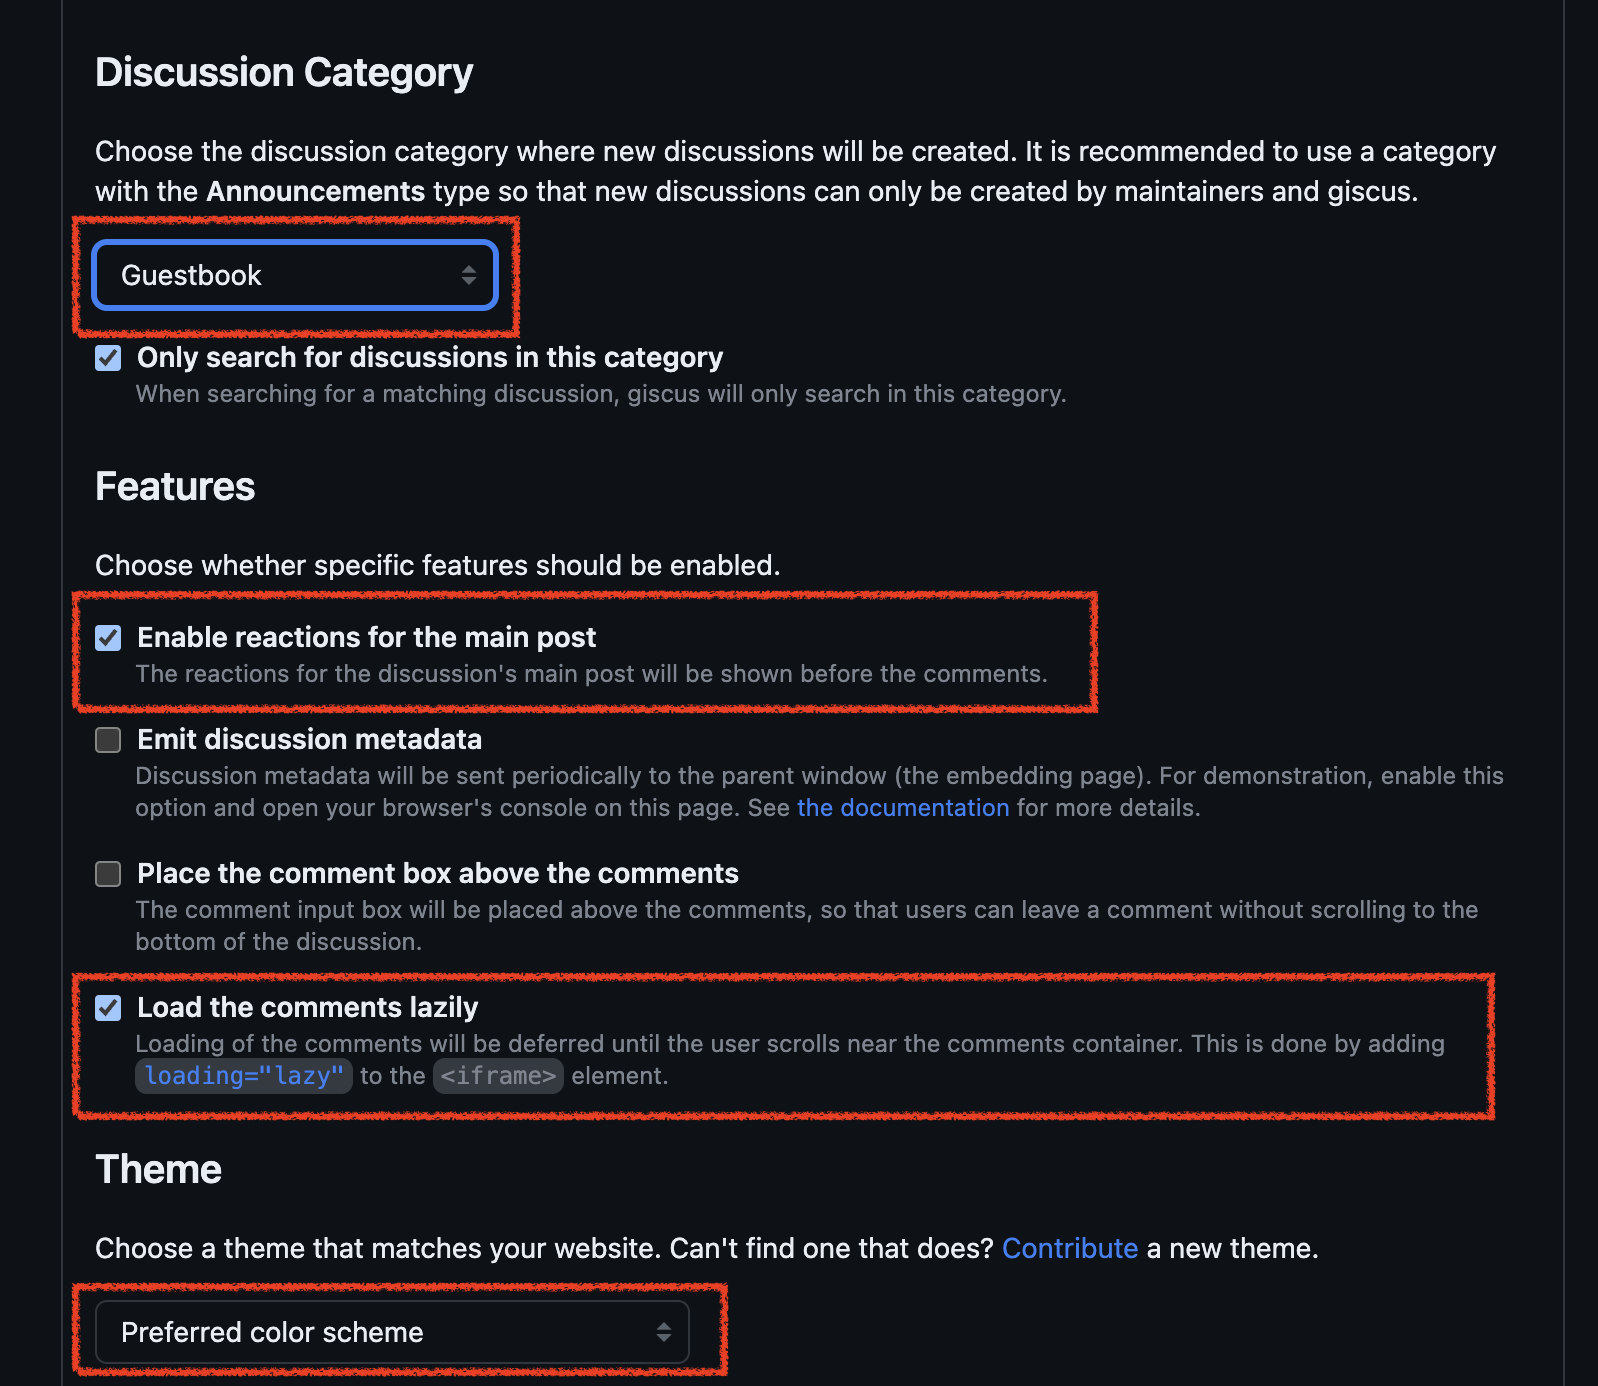 Discussion Category
Choose the discussion category where new discussions will be created. It is recommended to use a category
with the Announcements type so that new discussions can only be created by maintainers and giscus.
Guestbook
Only search for discussions in this category
When searching for a matching discussion, giscus will only search in this category.
Features
Choose whether specific features should be enabled.
Enable reactions for the main post
The reactions for the discussion's main post will be shown before the comments.
Emit discussion metadata
Discussion metadata will be sent periodically to the parent window (the embedding page). For demonstration, enable this
option and open your browser's console on this page. See the documentation for more details.
Place the comment box above the comments
The comment input box will be placed above the comments, so that users can leave a comment without scrolling to the
bottom of the discussion.
Load the comments lazily
Loading of the comments will be deferred until the user scrolls near the comments container. This is done by adding
loading="lazy" to the <iframe> element.
Theme
Choose a theme that matches your website. Can't find one that does? Contribute a new theme.
Preferred color scheme